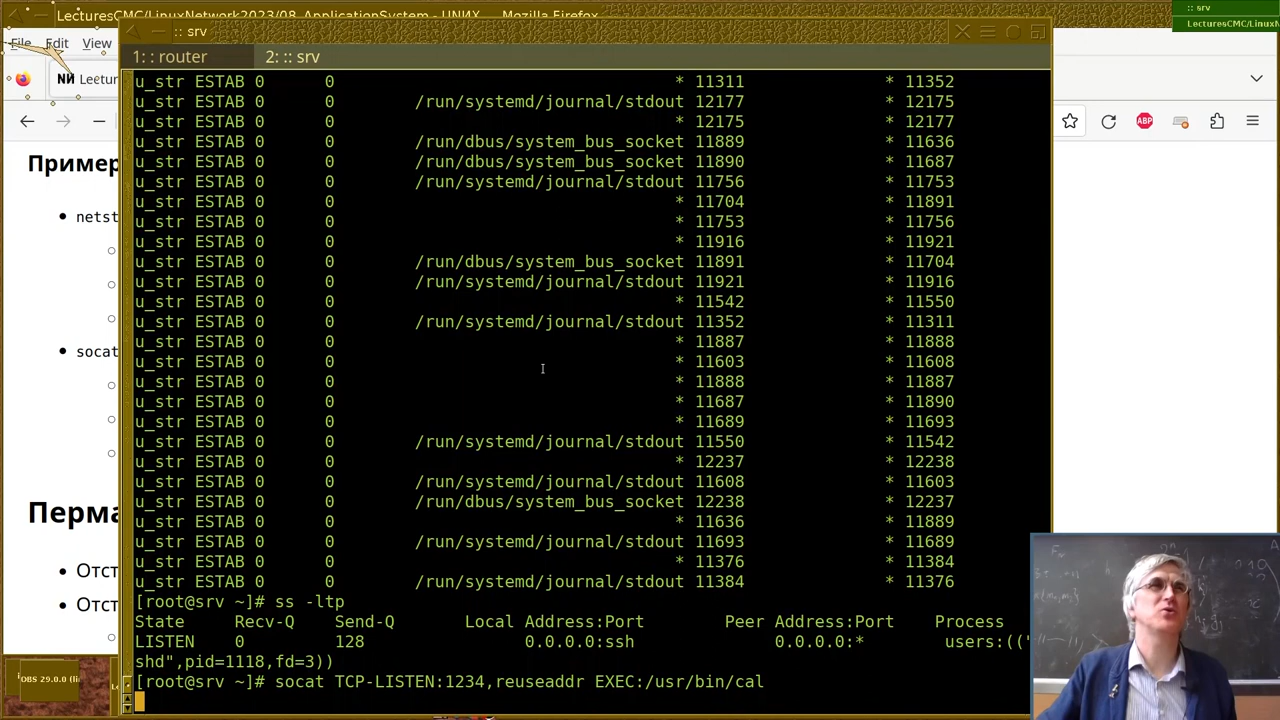 LecturesCMC/LinuxNetwork2023/08_ApplicationSystem - UNИX — Mozilla Firefox
:: srv
LecturesCMC/LinuxN
File Edit View
:: srv
1: : router 2: :: srv
Lectur
ABP
Пример
netst
socat
Перма
Отст
Отст
OBS 29.0.0 (li
u_str ESTAB 0 0 * 11311 * 11352
u_str ESTAB 0 0 /run/systemd/journal/stdout 12177 * 12175
u_str ESTAB 0 0 * 12175 * 12177
u_str ESTAB 0 0 /run/dbus/system_bus_socket 11889 * 11636
u_str ESTAB 0 0 /run/dbus/system_bus_socket 11890 * 11687
u_str ESTAB 0 0 /run/systemd/journal/stdout 11756 * 11753
u_str ESTAB 0 0 * 11704 * 11891
u_str ESTAB 0 0 * 11753 * 11756
u_str ESTAB 0 0 * 11916 * 11921
u_str ESTAB 0 0 /run/dbus/system_bus_socket 11891 * 11704
u_str ESTAB 0 0 /run/systemd/journal/stdout 11921 * 11916
u_str ESTAB 0 0 * 11542 * 11550
u_str ESTAB 0 0 /run/systemd/journal/stdout 11352 * 11311
u_str ESTAB 0 0 * 11887 * 11888
u_str ESTAB 0 0 * 11603 * 11608
u_str ESTAB 0 0 * 11888 * 11887
u_str ESTAB 0 0 * 11687 * 11890
u_str ESTAB 0 0 * 11689 * 11693
u_str ESTAB 0 0 /run/systemd/journal/stdout 11550 * 11542
u_str ESTAB 0 0 * 12237 * 12238
u_str ESTAB 0 0 /run/systemd/journal/stdout 11608 * 11603
u_str ESTAB 0 0 /run/dbus/system_bus_socket 12238 * 12237
u_str ESTAB 0 0 * 11636 * 11889
u_str ESTAB 0 0 /run/systemd/journal/stdout 11693 * 11689
u_str ESTAB 0 0 * 11376 * 11384
u_str ESTAB 0 0 /run/systemd/journal/stdout 11384 * 11376
[root@srv ~]# ss -ltp
State Recv-Q Send-Q Local Address:Port Peer Address:Port Process
LISTEN 0 128 0.0.0.0:ssh 0.0.0.0:* users:(("
shd",pid=1118,fd=3))
[root@srv ~]# socat TCP-LISTEN:1234,reuseaddr EXEC:/usr/bin/cal